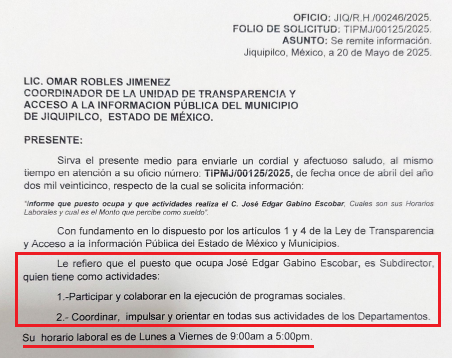 OFICIO: JIQ/R.H./00246/2025.
FOLIO DE SOLICITUD: TIPMJ/00125/2025.
ASUNTO: Se remite información.
Jiquipilco, México, a 20 de Mayo de 2025.
LIC. OMAR ROBLES JIMENEZ
COORDINADOR DE LA UNIDAD DE TRANSPARENCIA Y
ACCESO A LA INFORMACION PÚBLICA DEL MUNICIPIO
DE JIQUIPILCO, ESTADO DE MÉXICO.
PRESENTE:
Sirva el presente medio para enviarle un cordial y afectuoso saludo, al mismo
tiempo en atención a su oficio número: TIPMJ/00125/2025, de fecha once de abril del año
dos mil veinticinco, respecto de la cual se solicita información:
"Informe que puesto ocupa y que actividades realiza el C. José Edgar Gabino Escobar, Cuales son sus Horarios
Laborales y cual es el Monto que percibe como sueldo".
Con fundamento en lo dispuesto por los artículos 1 y 4 de la Ley de Transparencia
y Acceso a la Información Pública del Estado de México y Municipios.
Le refiero que el puesto que ocupa José Edgar Gabino Escobar, es Subdirector,
quien tiene como actividades:
1.-Participar y colaborar en la ejecución de programas sociales.
2.- Coordinar, impulsar y orientar en todas sus actividades de los Departamentos.
Su horario laboral es de Lunes a Viernes de 9:00am a 5:00pm.